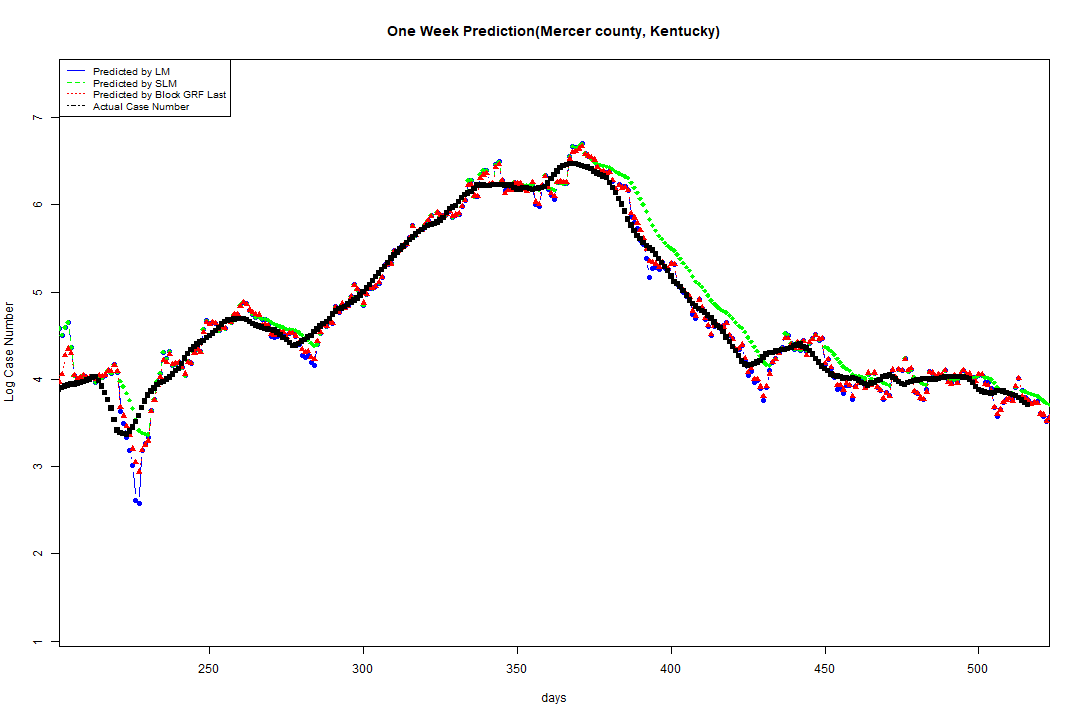 One Week Prediction(Mercer county, Kentucky)
Predicted by LM
Predicted by SLM
Predicted by Block GRF Last
Actual Case Number
7
6
5
4
3
2
1
Log Case Number
250 300 350 400 450 500
days